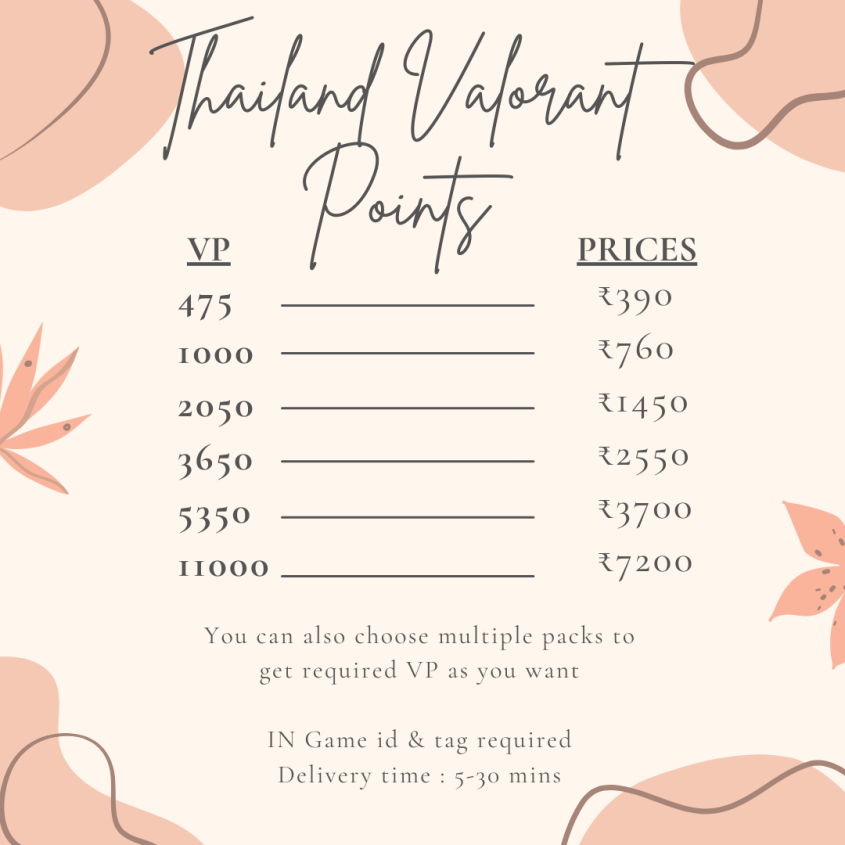 Thailand Valorant
Points
VP PRICES
475 ₹390
1000 ₹760
2050 ₹1450
3650 ₹2550
5350 ₹3700
11000 ₹7200
You can also choose multiple packs to
get required VP as you want
IN Game id & tag required
Delivery time : 5-30 mins